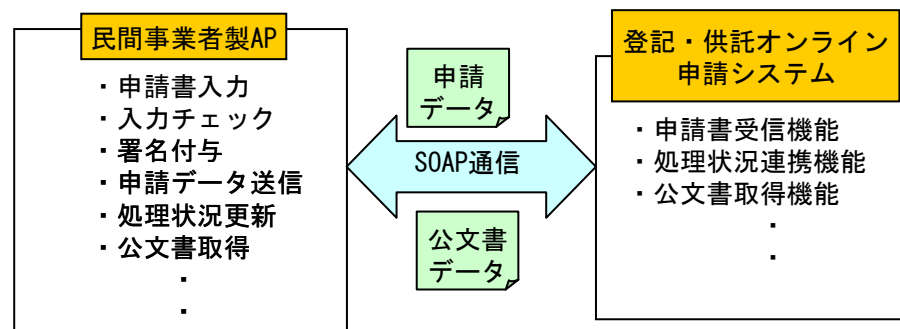 民間事業者製AP
・申請書入力
・入力チェック
・署名付与
・申請データ送信
・処理状況更新
・公文書取得
・
・
申請
データ
SOAP通信
公文書
データ
登記・供託オンライン
申請システム
・申請書受信機能
・処理状況連携機能
・公文書取得機能
・
・